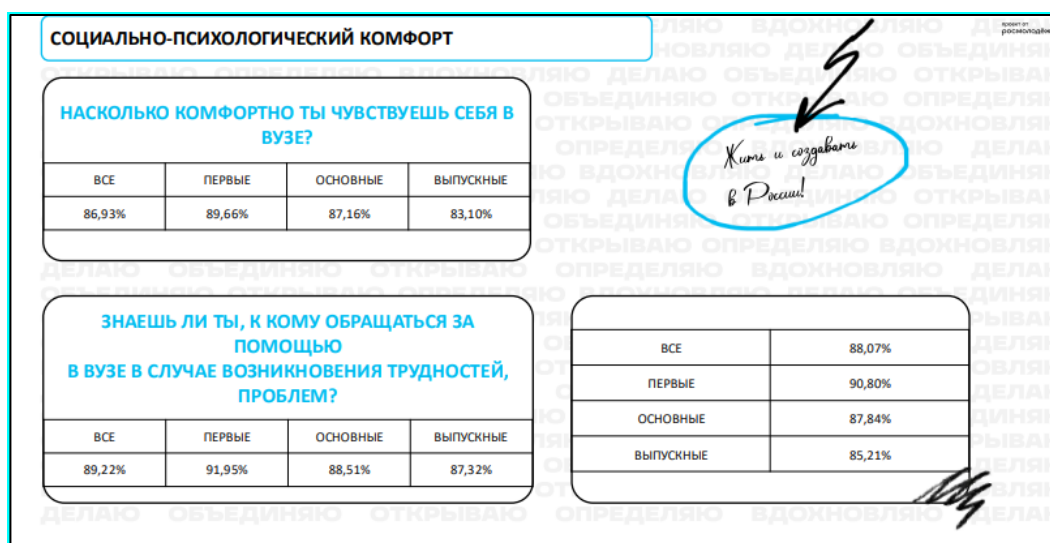 СОЦИАЛЬНО-ПСИХОЛОГИЧЕСКИЙ КОМФОРТ
проект от
росмолодёж
НАСКОЛЬКО КОМФОРТНО ТЫ ЧУВСТВУЕШЬ СЕБЯ В
ВУЗЕ?
ВСЕ ПЕРВЫЕ ОСНОВНЫЕ ВЫПУСКНЫЕ
86,93% 89,66% 87,16% 83,10%
Жить и создавать
в России!
ЗНАЕШЬ ЛИ ТЫ, К КОМУ ОБРАЩАТЬСЯ ЗА
ПОМОЩЬЮ
В ВУЗЕ В СЛУЧАЕ ВОЗНИКНОВЕНИЯ ТРУДНОСТЕЙ,
ПРОБЛЕМ?
ВСЕ ПЕРВЫЕ ОСНОВНЫЕ ВЫПУСКНЫЕ
89,22% 91,95% 88,51% 87,32%
ВСЕ 88,07%
ПЕРВЫЕ 90,80%
ОСНОВНЫЕ 87,84%
ВЫПУСКНЫЕ 85,21%
ДЕЛАЮ ОБЪЕДИНЯЮ ОТКРЫВАЮ ОПРЕДЕЛЯЮ ВДОХНОВЛЯЮ